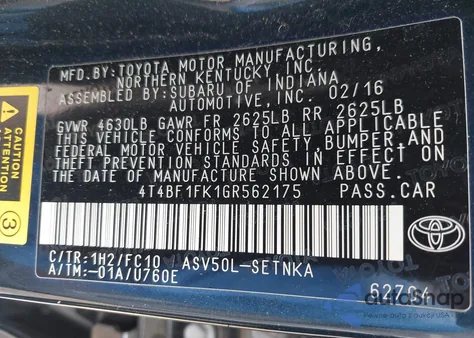 MFD.BY:TOYOTA MOTOR MANUFACTURING,
NORTHERN KENTUCKY, INC.
ASSEMBLED BY: SUBARU OF INDIANA
AUTOMOTIVE,INC. 02/16
GVWR 4630LB GAWR FR 2625LB RR 2625LB
THIS VEHICLE CONFORMS TO ALL APPLICABLE
FEDERAL MOTOR VEHICLE SAFETY,BUMPER,AND
THEFT PREVENTION STANDARDS IN EFFECT ON
THE DATE OF MANUFACTURE SHOWN ABOVE.
4T4BF1FK1GR562175 PASS.CAR
C/TR:1H2/FC10 ASV50L-SETNKA
A/TM:-01A/U760E
TOYOTA
CAUTION
3